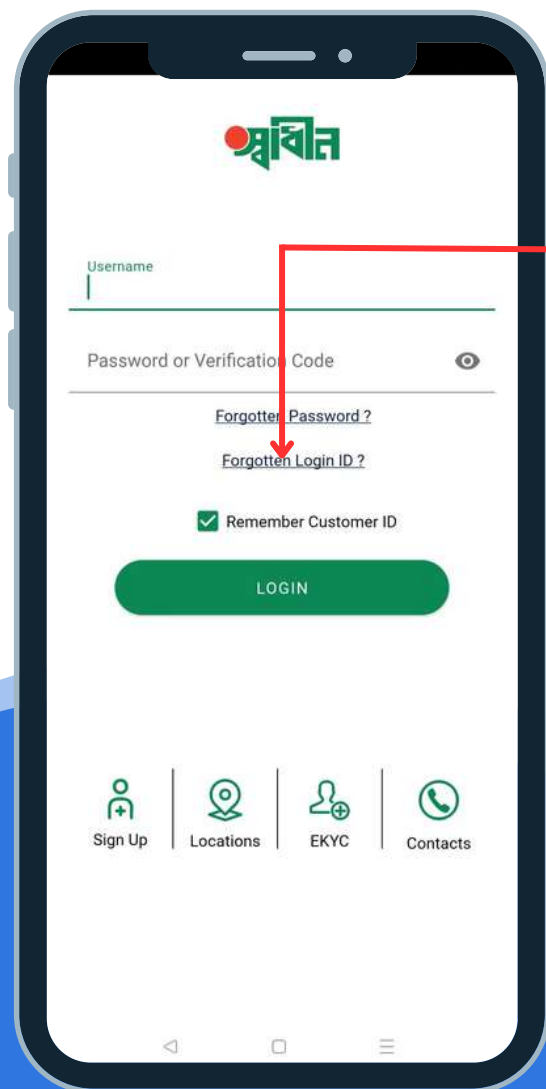 স্বাধীন
Username
Password or Verification Code
Forgotten Password ?
Forgotten Login ID ?
Remember Customer ID
LOGIN
Sign Up Locations EKYC Contacts